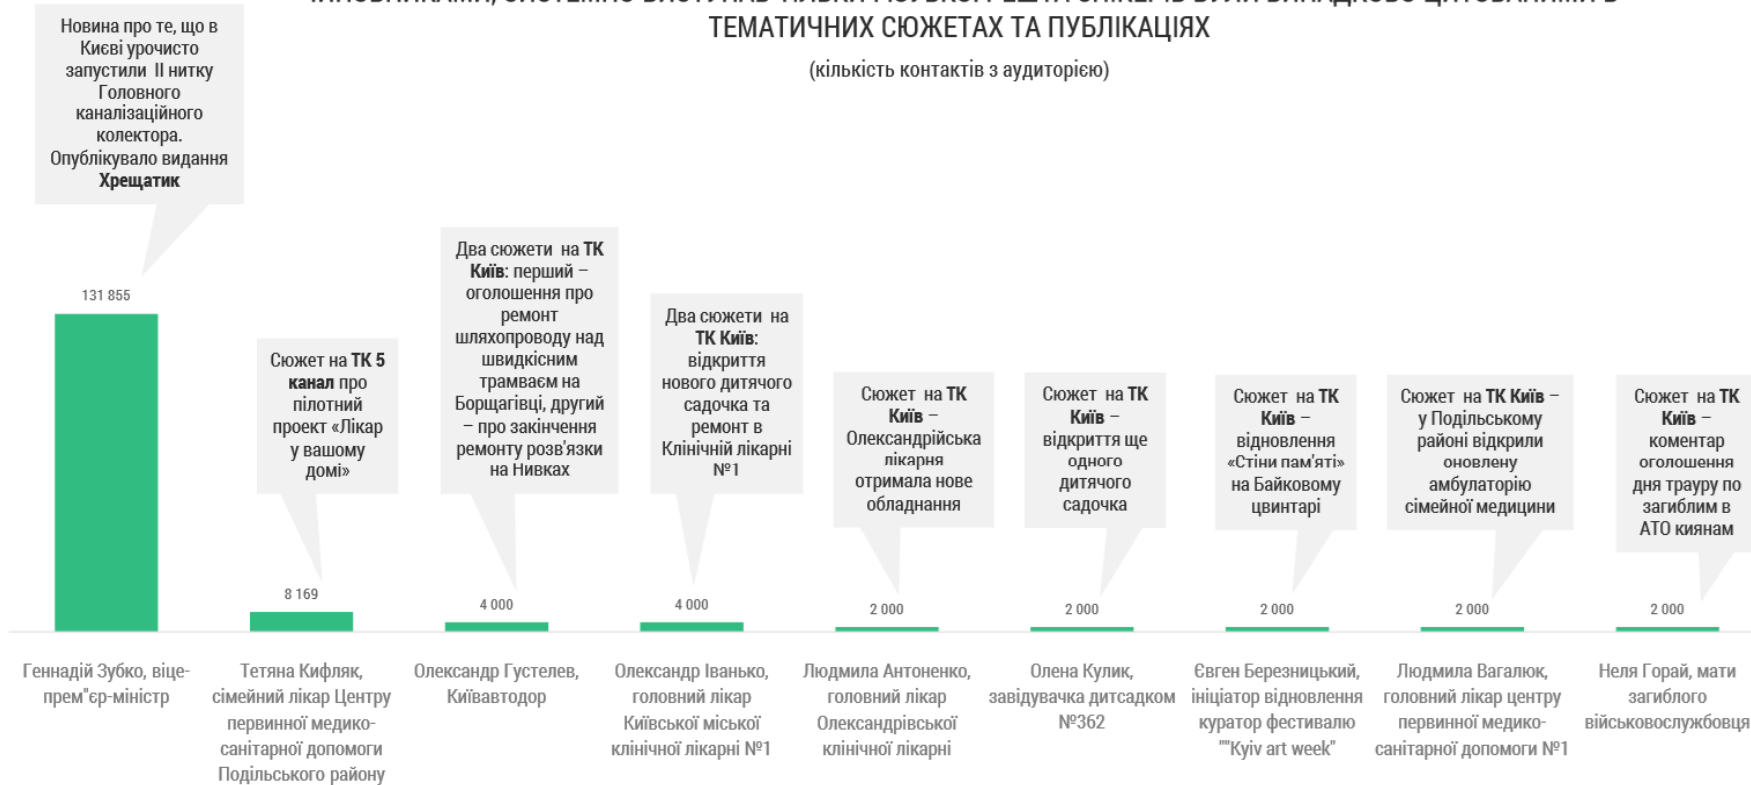 ТЕМАТИЧНИХ СЮЖЕТАХ ТА ПУБЛІКАЦІЯХ
(кількість контактів з аудиторією)
Новина про те, що в
Києві урочисто
запустили ІІ нитку
Головного
каналізаційного
колектора.
Опублікувало видання
Хрещатик
131 855
Геннадій Зубко, віце-
прем"єр-міністр
Сюжет на ТК 5
канал про
пілотний
проект «Лікар
у вашому
домі»
8 169
Тетяна Кифляк,
сімейний лікар Центру
первинної медико-
санітарної допомоги
Подільського району
Два сюжети на ТК
Київ: перший –
оголошення про
ремонт
шляхопроводу над
швидкісним
трамваєм на
Борщагівці, другий
– про закінчення
ремонту розв'язки
на Нивках
4 000
Олександр Густелев,
Київавтодор
Два сюжети на
ТК Київ:
відкриття
нового дитячого
садочка та
ремонт в
Клінічній лікарні
№1
4 000
Олександр Іванько,
головний лікар
Київської міської
клінічної лікарні №1
Сюжет на ТК
Київ –
Олександрійська
лікарня
отримала нове
обладнання
2 000
Людмила Антоненко,
головний лікар
Олександрівської
клінічної лікарні
Сюжет на ТК
Київ –
відкриття ще
одного
дитячого
садочка
2 000
Олена Кулик,
завідувачка дитсадком
№362
Сюжет на ТК
Київ –
відновлення
«Стіни пам'яті»
на Байковому
цвинтарі
2 000
Євген Березницький,
ініціатор відновлення
куратор фестивалю
""Kyiv art week"
Сюжет на ТК Київ –
у Подільському
районі відкрили
оновлену
амбулаторію
сімейної медицини
2 000
Людмила Вагалюк,
головний лікар центру
первинної медико-
санітарної допомоги №1
Сюжет на ТК
Київ –
коментар
оголошення
дня трауру по
загиблим в
АТО киянам
2 000
Неля Горай, мати
загиблого
військовослужбовця